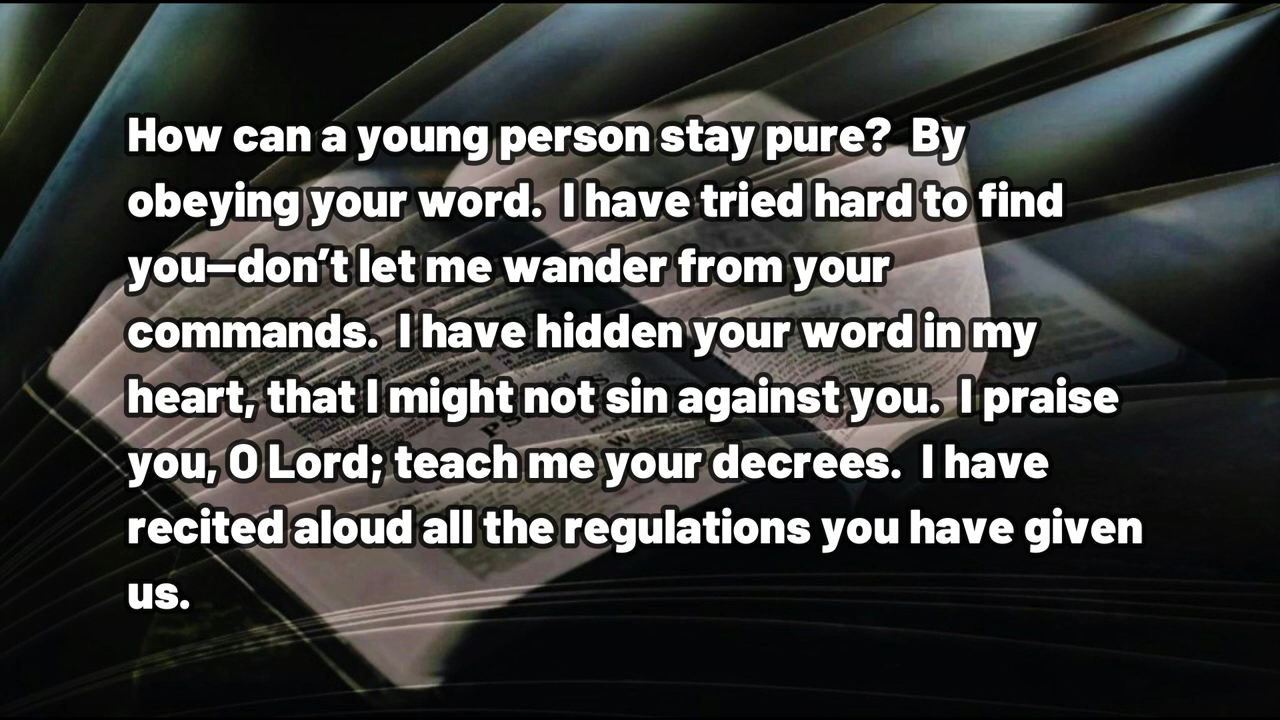 How can a young person stay pure?  By
obeying your word.  I have tried hard to find
you—don’t let me wander from your
commands.  I have hidden your word in my
heart, that I might not sin against you.  I praise
you, O Lord; teach me your decrees.  I have
recited aloud all the regulations you have given
us.